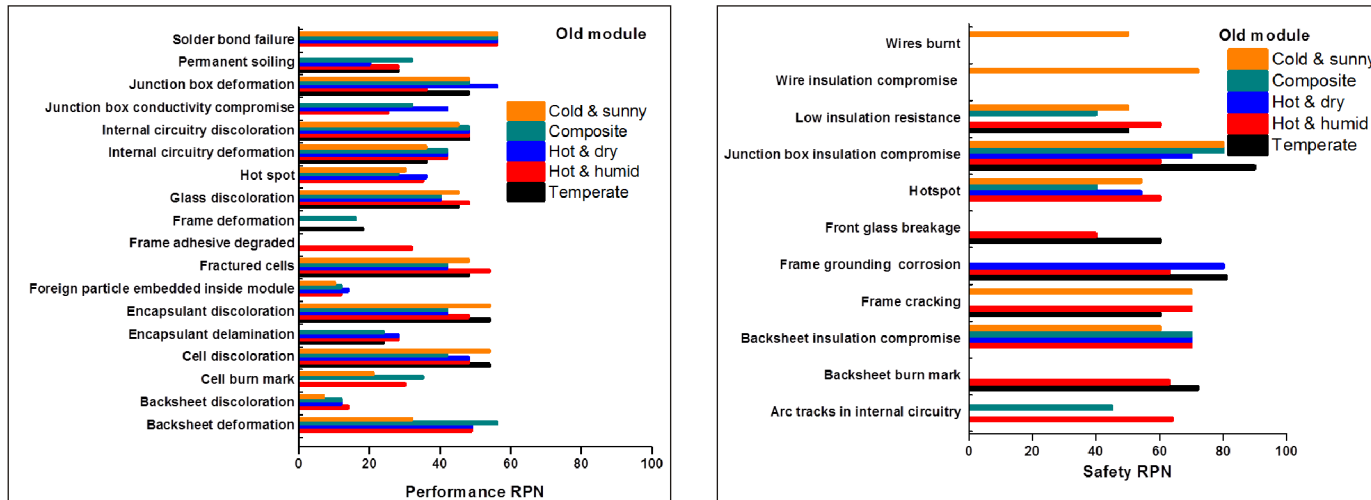 Old module
Solder bond failure
Permanent soiling
Junction box deformation
Junction box conductivity compromise
Internal circuitry discoloration
Internal circuitry deformation
Hot spot
Glass discoloration
Frame deformation
Frame adhesive degraded
Fractured cells
Foreign particle embedded inside module
Encapsulant discoloration
Encapsulant delamination
Cell discoloration
Cell burn mark
Backsheet discoloration
Backsheet deformation
Cold & sunny
Composite
Hot & dry
Hot & humid
Temperate
0 20 40 60 80 100
Performance RPN
Old module
Cold & sunny
Composite
Hot & dry
Hot & humid
Temperate
Wires burnt
Wire insulation compromise
Low insulation resistance
Junction box insulation compromise
Hotspot
Front glass breakage
Frame grounding corrosion
Frame cracking
Backsheet insulation compromise
Backsheet burn mark
Arc tracks in internal circuitry
0 20 40 60 80 100
Safety RPN